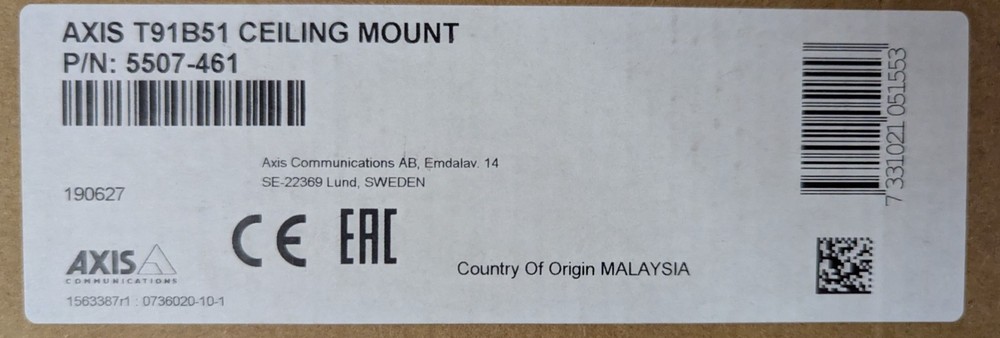 AXIS T91B51 CEILING MOUNT
P/N: 5507-461
7 331021 051553
Axis Communications AB, Emdalav. 14
SE-22369 Lund, SWEDEN
190627
CE EAC
AXIS
COMMUNICATIONS
Country Of Origin MALAYSIA
1563387r1 : 0736020-10-1